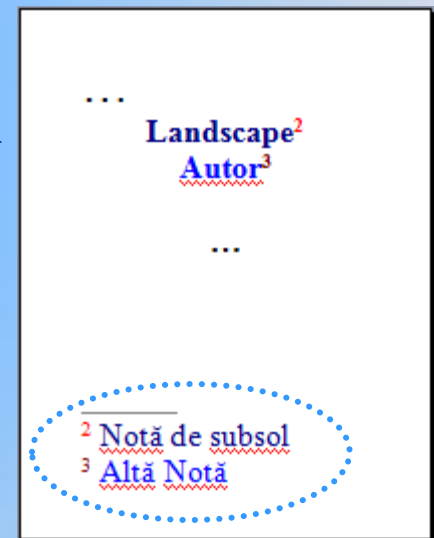 ...
Landscape²
Autor³
...
² Notă de subsol
³ Altă Notă